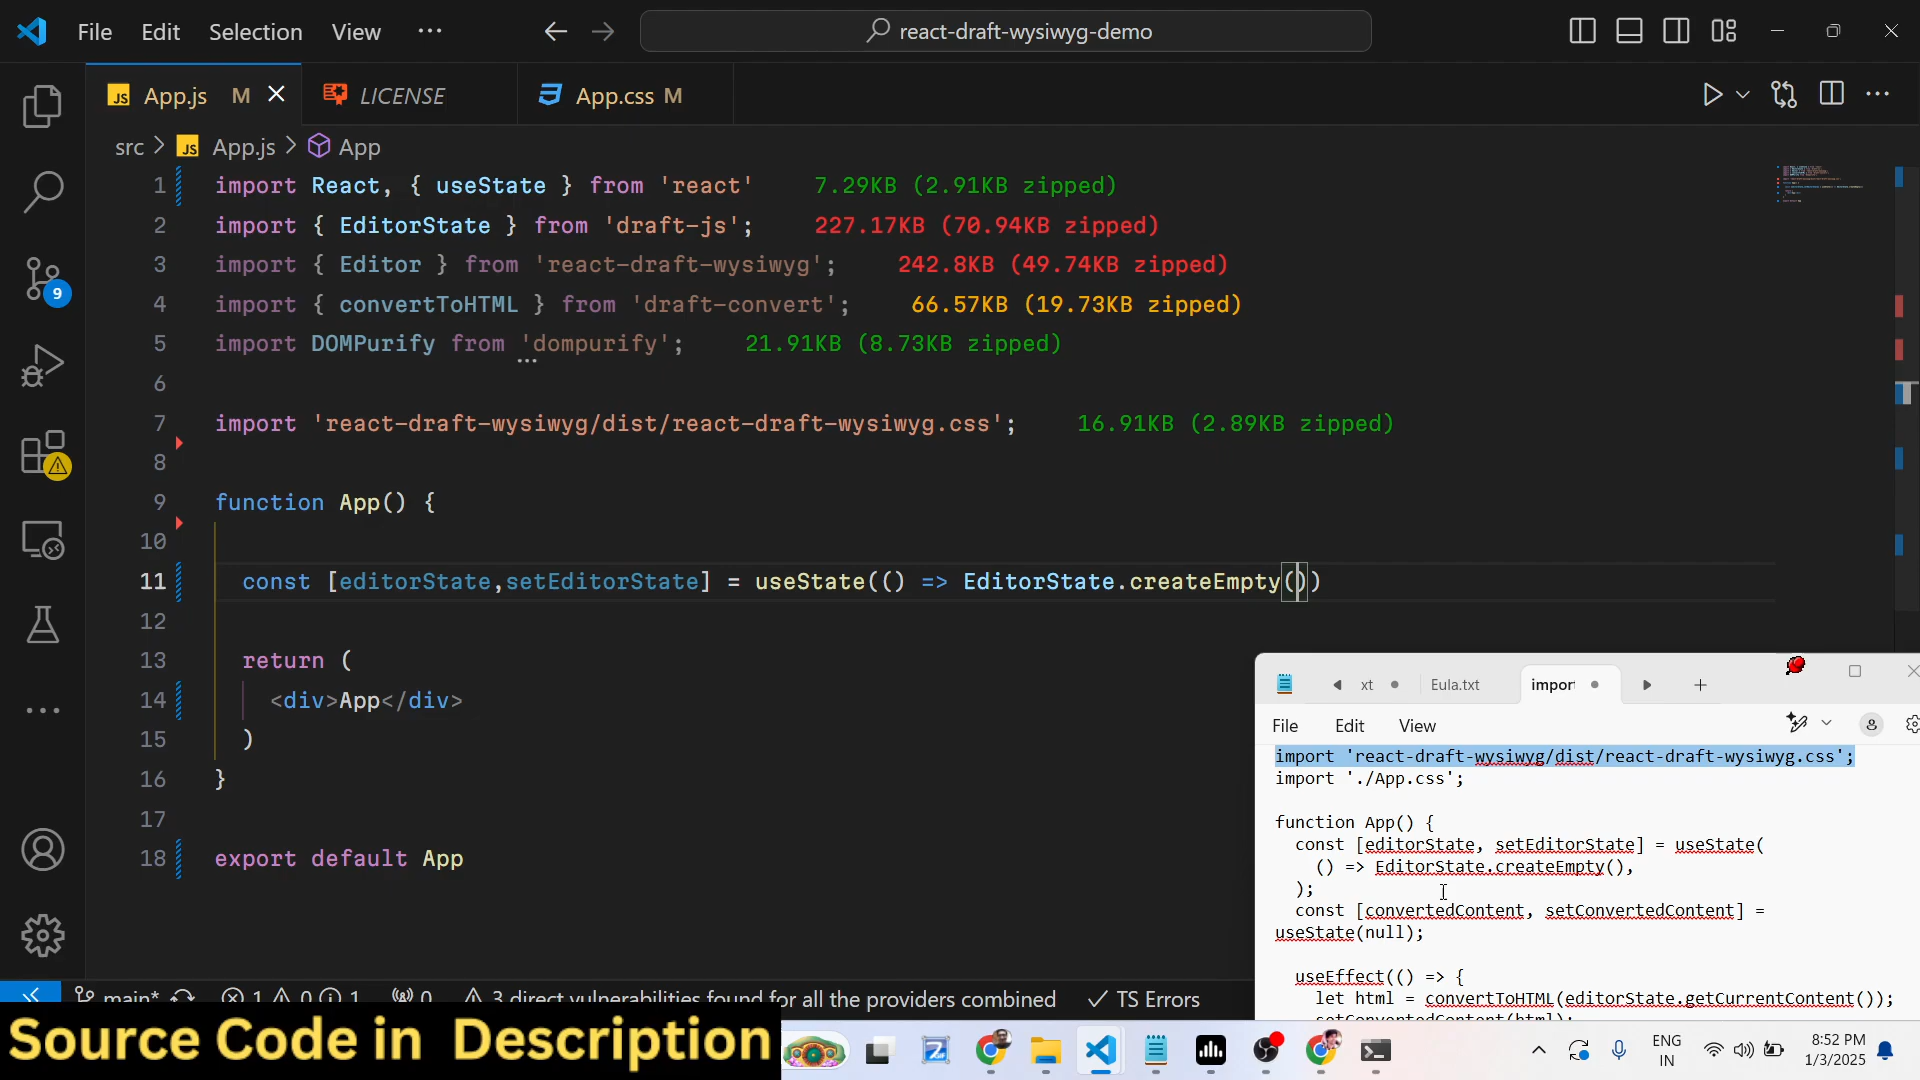 File Edit Selection View ··· react-draft-wysiwyg-demo
App.js M LICENSE App.css M
src > JS App.js > App
1 import React, { useState } from 'react' 7.29KB (2.91KB zipped)
2 import { EditorState } from 'draft-js'; 227.17KB (70.94KB zipped)
3 import { Editor } from 'react-draft-wysiwyg'; 242.8KB (49.74KB zipped)
4 import { convertToHTML } from 'draft-convert'; 66.57KB (19.73KB zipped)
5 import DOMPurify from 'dompurify'; 21.91KB (8.73KB zipped)
6
7 import 'react-draft-wysiwyg/dist/react-draft-wysiwyg.css'; 16.91KB (2.89KB zipped)
8
9 function App() {
10
11 const [editorState,setEditorState] = useState(() => EditorState.createEmpty())
12
13 return (
14 <div>App</div>
15 )
16 }
17
18 export default App
9
xt Eula.txt import
File Edit View
import 'react-draft-wysiwyg/dist/react-draft-wysiwyg.css';
import './App.css';
function App() {
const [editorState, setEditorState] = useState(
() => EditorState.createEmpty(),
);
const [convertedContent, setConvertedContent] =
useState(null);
useEffect(() => {
let html = convertToHTML(editorState.getCurrentContent());
setConvertedContent(html);
main* 1 0 1 0 3 direct vulnerabilities found for all the providers combined TS Errors
Source Code in Description
ENG
IN
8:52 PM
1/3/2025